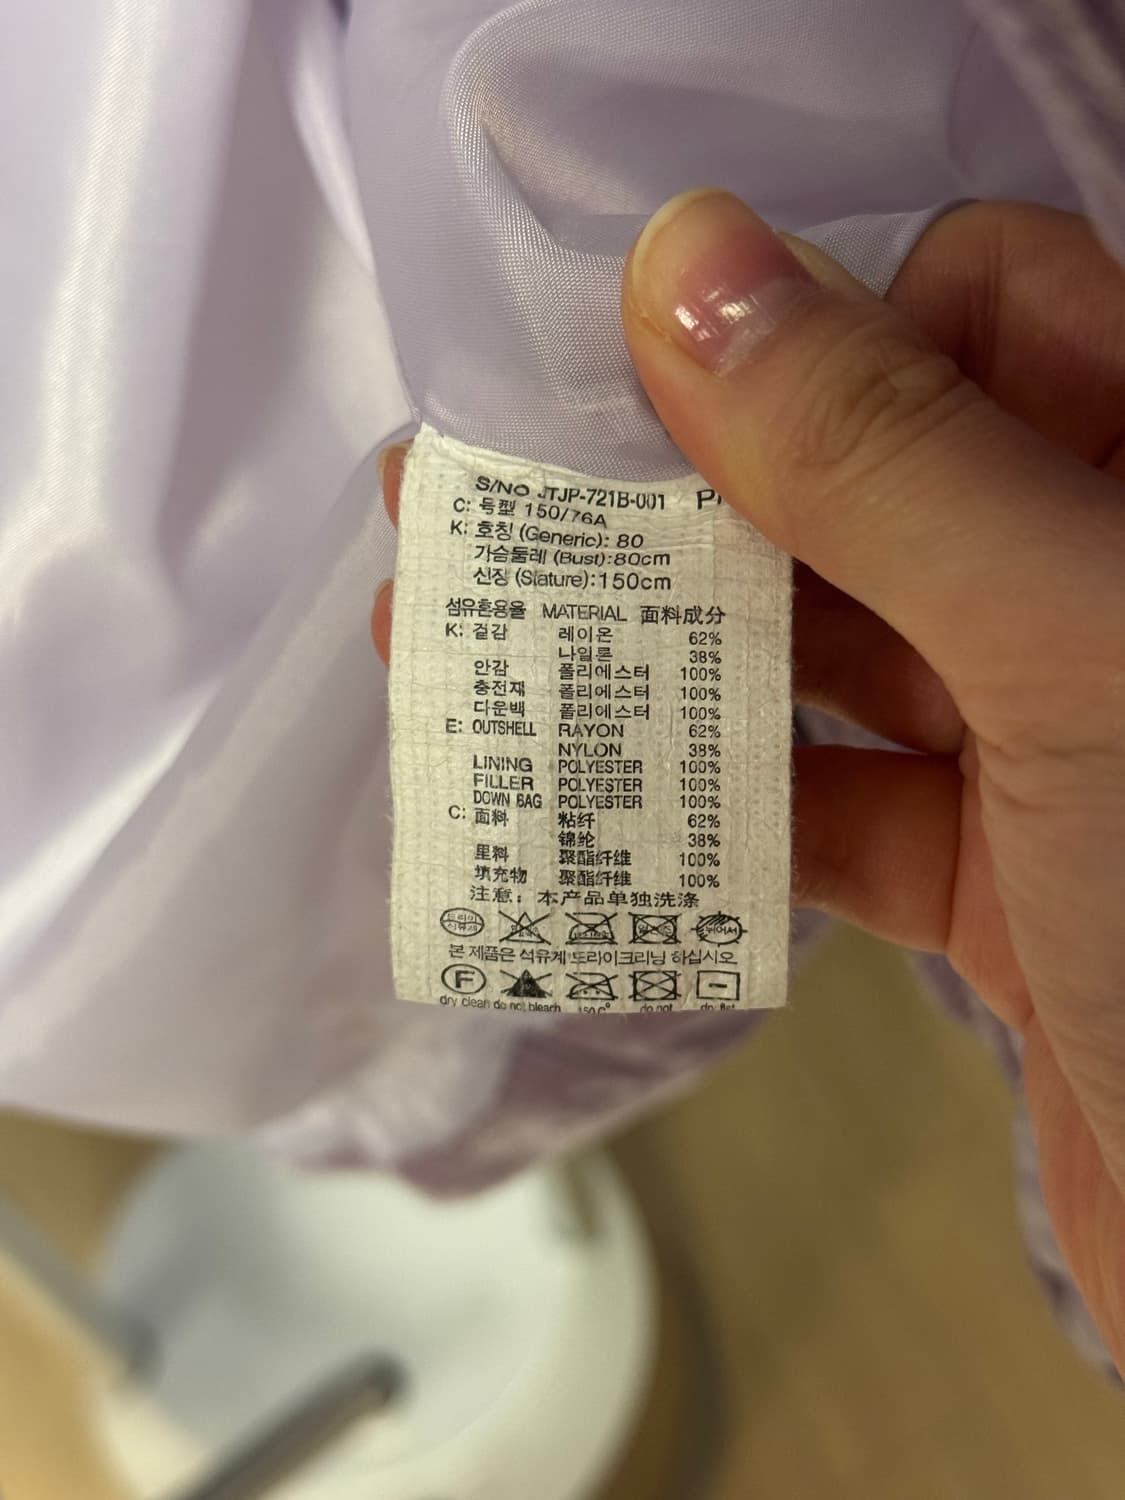 S/NO JTJP-721B-001
C: 号型 150/76A
K: 호칭 (Generic): 80
가슴둘레 (Bust):80cm
신장 (Stature):150cm
섬유혼용율 MATERIAL 面料成分
K: 겉감 레이온 62%
나일론 38%
안감 폴리에스터 100%
충전재 폴리에스터 100%
다운백 폴리에스터 100%
E: OUTSHELL RAYON 62%
NYLON 38%
LINING POLYESTER 100%
FILLER POLYESTER 100%
DOWN BAG POLYESTER 100%
C: 面料 粘纤 62%
锦纶 38%
里料 聚酯纤维 100%
填充物 聚酯纤维 100%
注意：本产品单独洗涤
드라이
본 제품은 석유계 드라이크리닝 하십시오
F
dry clean do not bleach 150C° do not